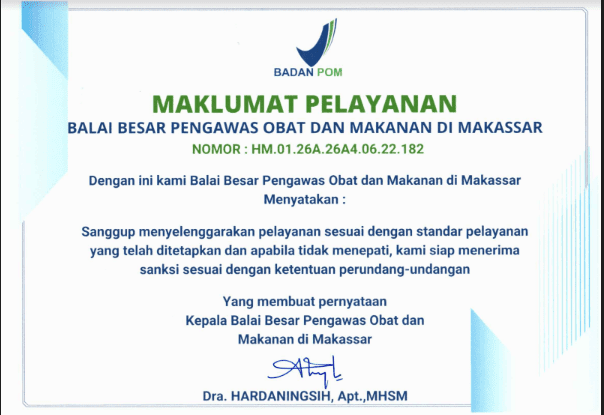 BADAN POM
MAKLUMAT PELAYANAN
BALAI BESAR PENGAWAS OBAT DAN MAKANAN DI MAKASSAR
NOMOR : HM.01.26A.26A4.06.22.182
Dengan ini kami Balai Besar Pengawas Obat dan Makanan di Makassar
Menyatakan :
Sanggup menyelenggarakan pelayanan sesuai dengan standar pelayanan
yang telah ditetapkan dan apabila tidak menepati, kami siap menerima
sanksi sesuai dengan ketentuan perundang-undangan
Yang membuat pernyataan
Kepala Balai Besar Pengawas Obat dan
Makanan di Makassar
Dra. HARDANINGSIH, Apt.,MHSM